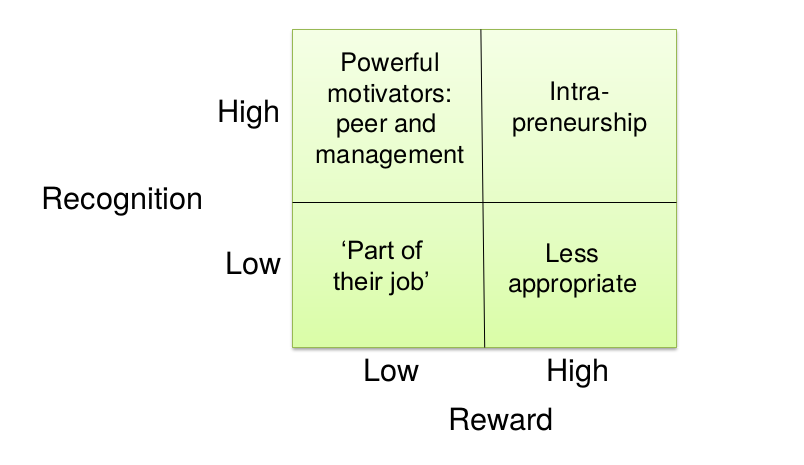 Powerful
motivators:
peer and
management
Intra-
preneurship
High
Recognition
Low
‘Part of
their job’
Less
appropriate
Low
High
Reward